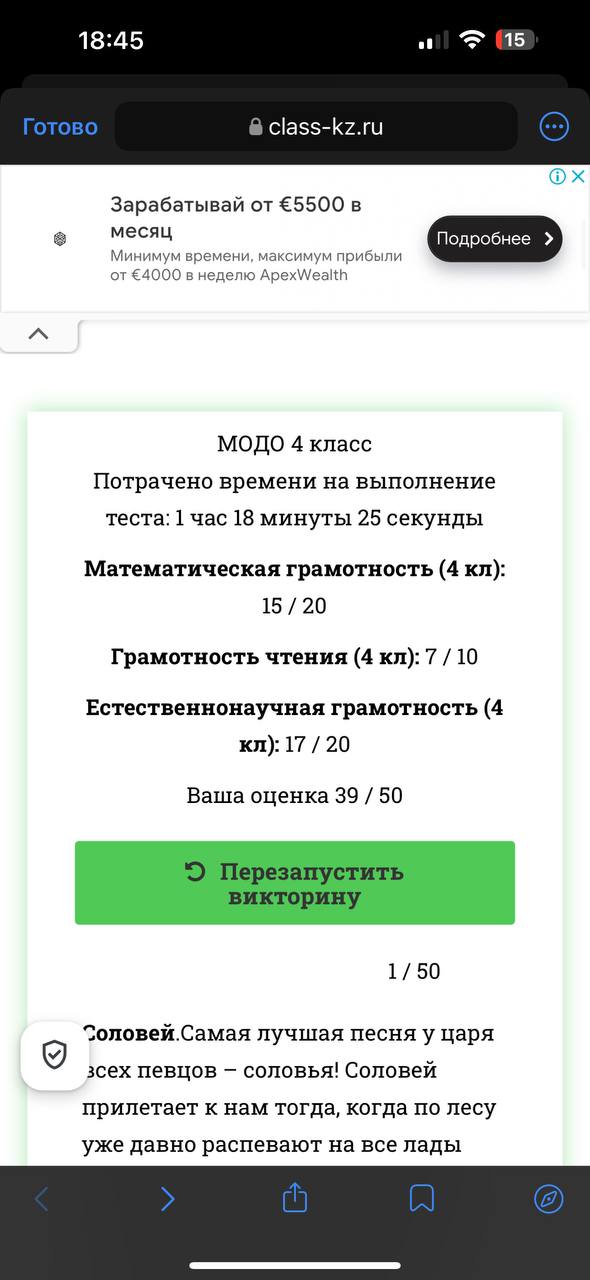 18:45
15
Готово
class-kz.ru
Зарабатывай от €5500 в
месяц
Минимум времени, максимум прибыли
от €4000 в неделю ApexWealth
Подробнее
МОДО 4 класс
Потрачено времени на выполнение
теста: 1 час 18 минуты 25 секунды
Математическая грамотность (4 кл):
15 / 20
Грамотность чтения (4 кл): 7 / 10
Естественнонаучная грамотность (4
кл): 17 / 20
Ваша оценка 39 / 50
Перезапустить
викторину
1 / 50
Соловей.Самая лучшая песня у царя
всех певцов – соловья! Соловей
прилетает к нам тогда, когда по лесу
уже давно распевают на все лады